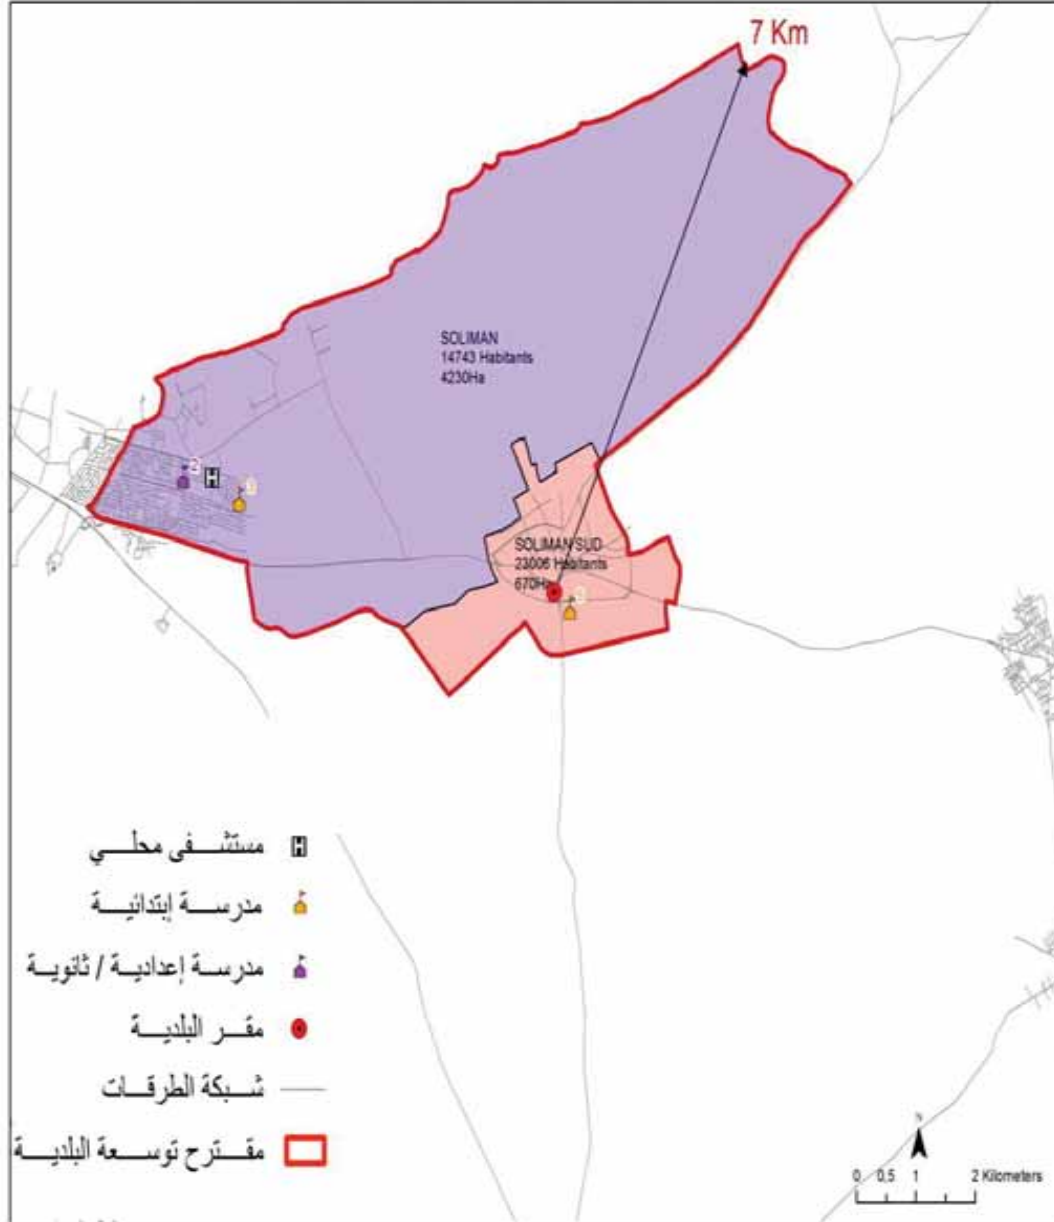 7 Km
SOLIMAN
14743 Habitants
4230Ha
2
SOLIMAN SUD
23006 Habitants
670Ha
مستشفى محلي
مدرسة إبتدائية
مدرسة إعدادية / ثانوية
مقر البلدية
شبكة الطرقات
مقترح توسعة البلدية
N
0 0,5 1 2 Kilometers